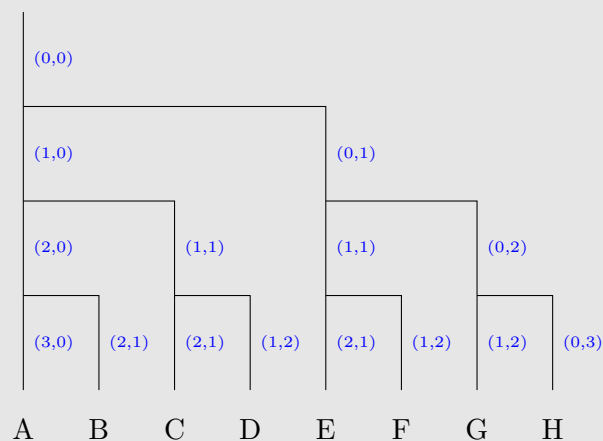 (0,0)
(1,0) (0,1)
(2,0) (1,1) (1,1) (0,2)
(3,0) (2,1) (2,1) (1,2) (2,1) (1,2) (1,2) (0,3)
A B C D E F G H